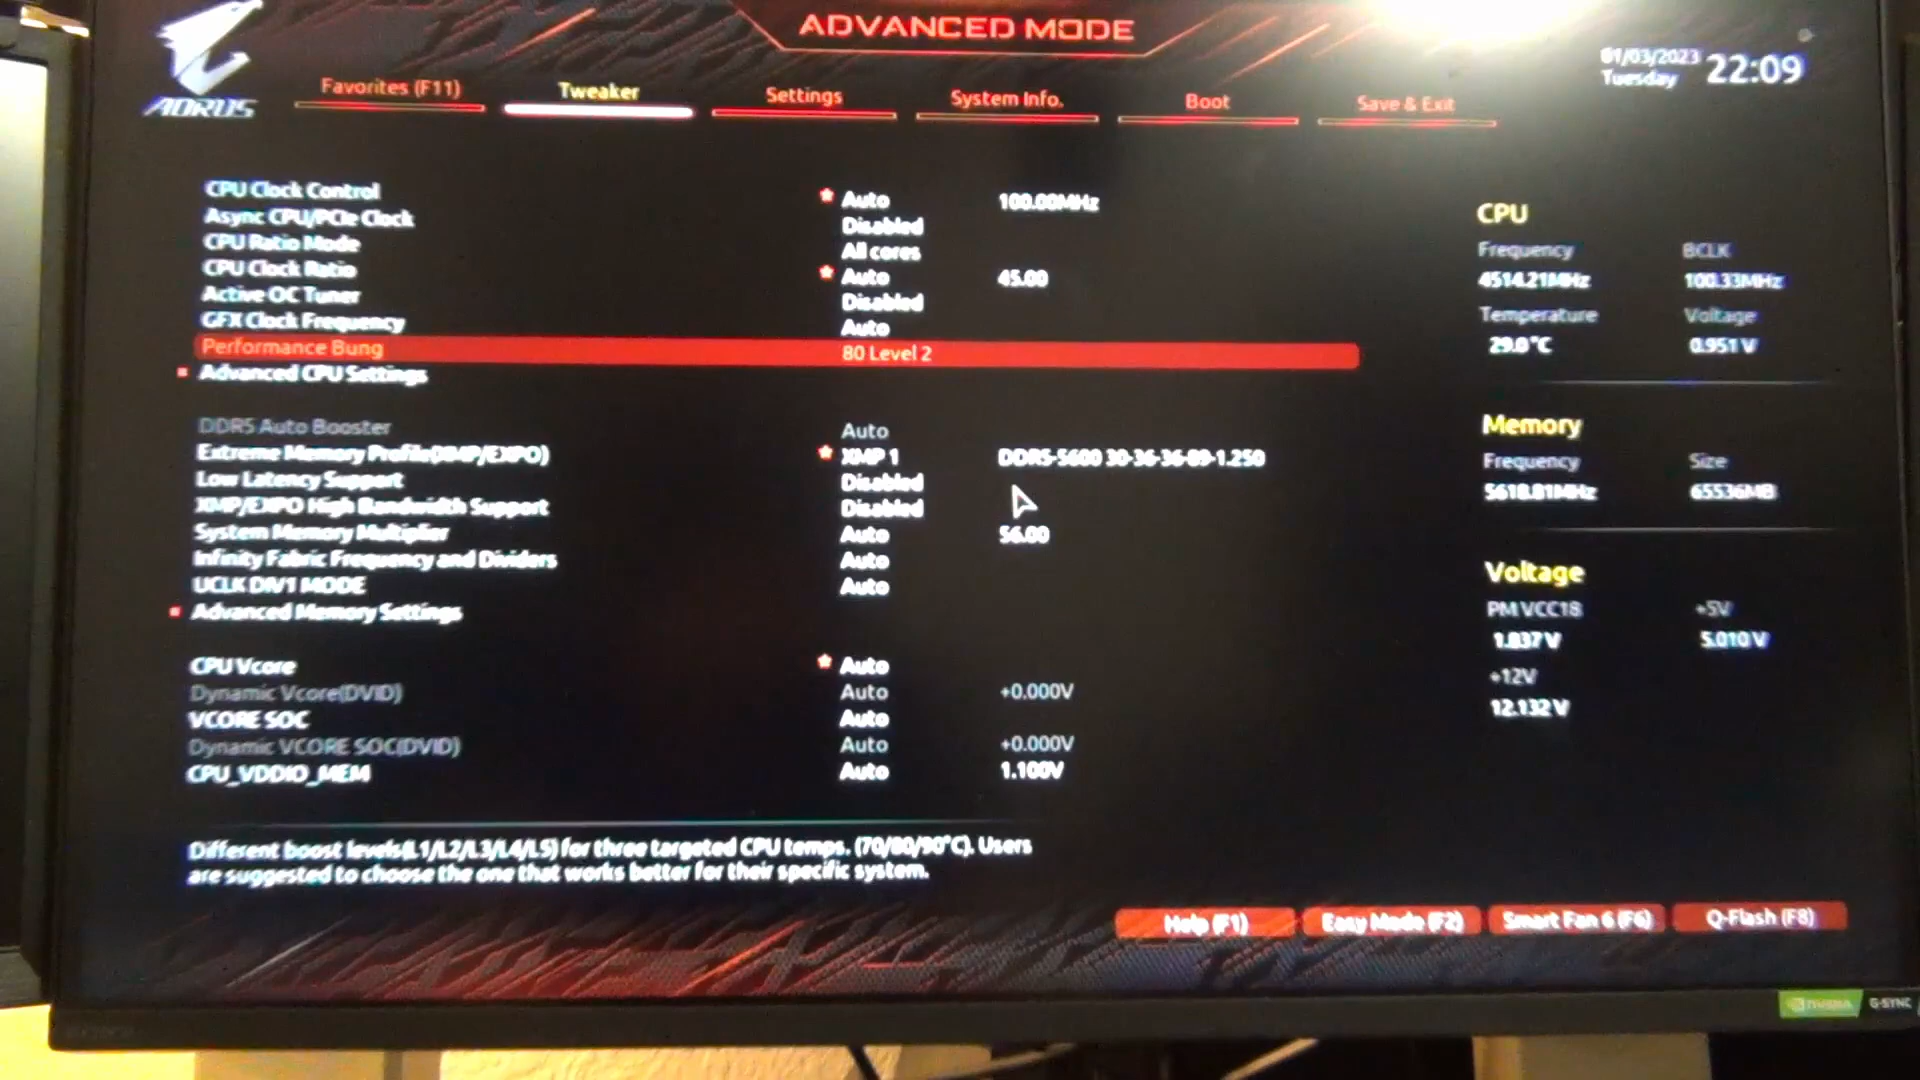 ADVANCED MODE
AORUS
Favorites (F11)
Tweaker
Settings
System Info.
Boot
Save & Exit
01/03/2023
Tuesday
22:09
CPU Clock Control * Auto 100.00MHz
Async CPU/PCIe Clock Disabled
CPU Ratio Mode All cores
CPU Clock Ratio * Auto 45.00
Active OC Tuner Disabled
GFX Clock Frequency Auto
Performance Bung 80 Level 2
Advanced CPU Settings
DDR5 Auto Booster Auto
Extreme Memory Profile(XMP/EXPO) * XMP 1 DDR5-5600 30-36-36-89-1.250
Low Latency Support Disabled
XMP/EXPO High Bandwidth Support Disabled
System Memory Multiplier Auto 56.00
Infinity Fabric Frequency and Dividers Auto
UCLK DIV1 MODE Auto
Advanced Memory Settings
CPU Vcore * Auto
Dynamic Vcore(DVID) Auto +0.000V
VCORE SOC Auto
Dynamic VCORE SOC(DVID) Auto +0.000V
CPU_VDDIO_MEM Auto 1.100V
CPU
Frequency BCLK
4514.21MHz 100.33MHz
Temperature Voltage
29.0°C 0.951 V
Memory
Frequency Size
5618.81MHz 65536MB
Voltage
PM VCC18 +5V
1.837 V 5.010 V
+12V
12.132 V
Different boost levels(L1/L2/L3/L4/L5) for three targeted CPU temps. (70/80/90°C). Users
are suggested to choose the one that works better for their specific system.
Help (F1)
Easy Mode (F2)
Smart Fan 6 (F6)
Q-Flash (F8)
NVIDIA G-SYNC